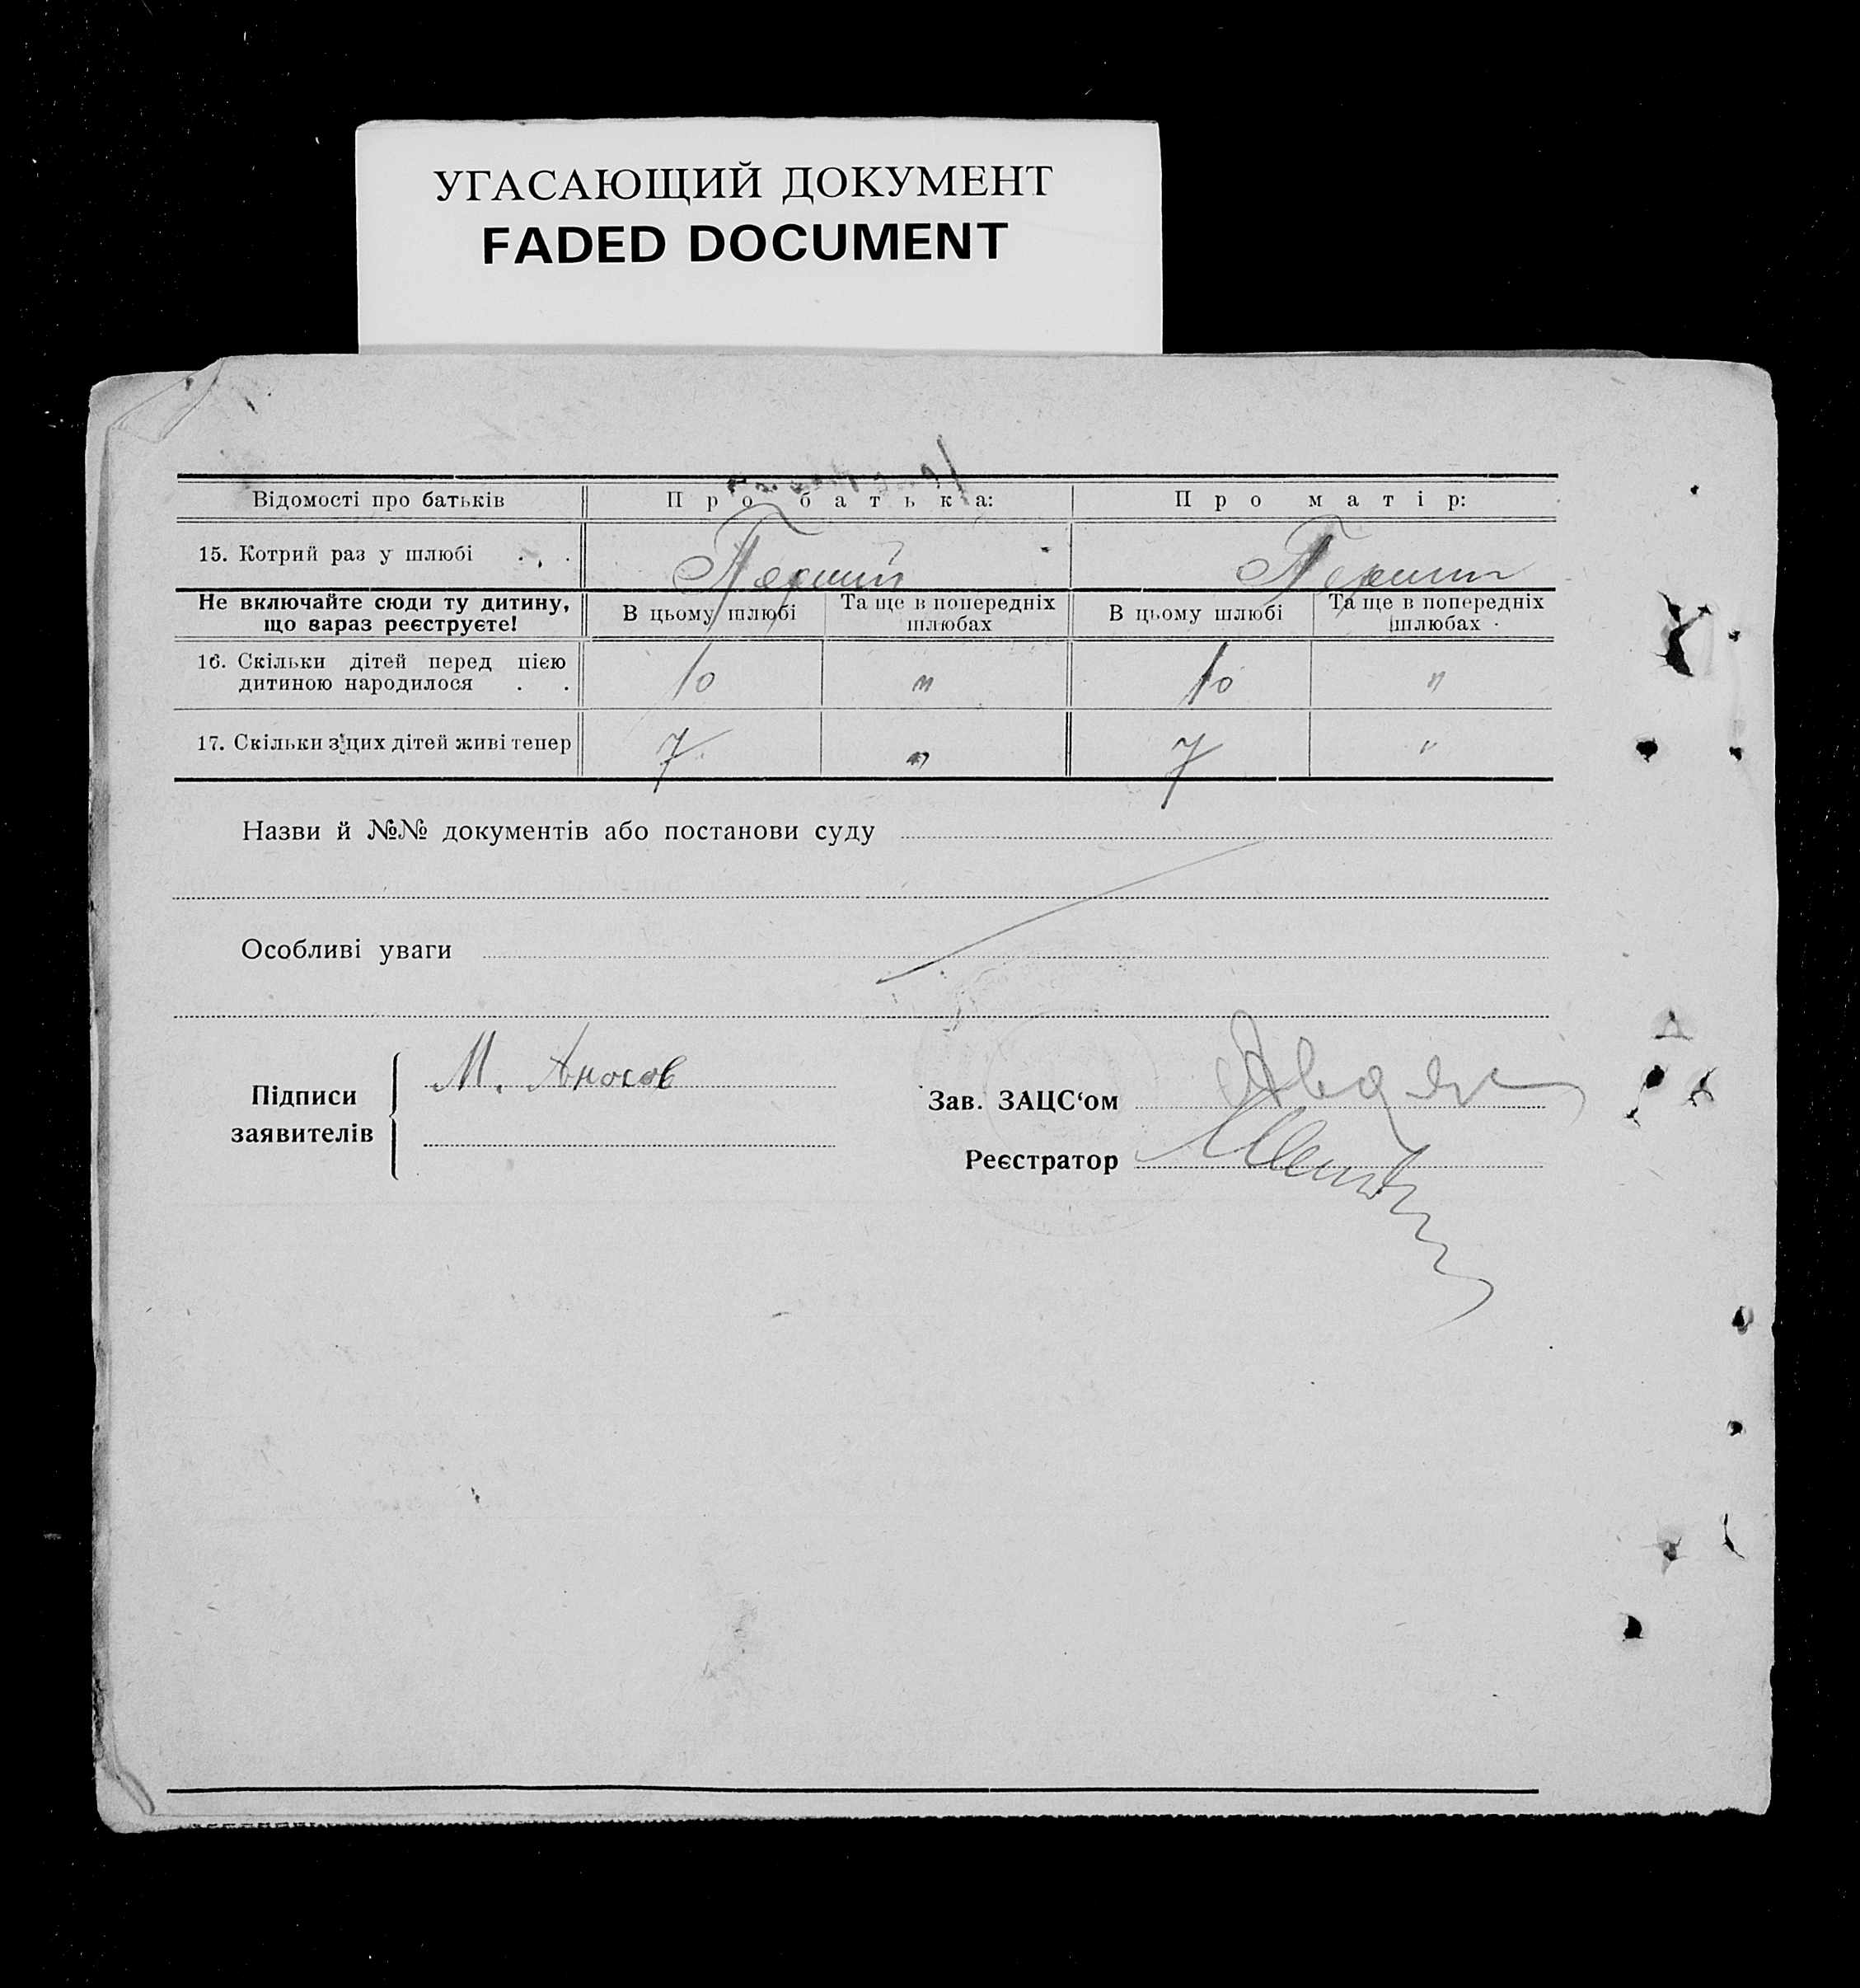 УГАСАЮЩИЙ ДОКУМЕНТ
FADED DOCUMENT
Відомості про батьків Про батька: Про матір:
15. Котрий раз у шлюбі . . Перший Перший
Не включайте сюди ту дитину, що вараз реєструєте! В цьому шлюбі Та ще в попередніх шлюбах В цьому шлюбі Та ще в попередніх шлюбах
16. Скільки дітей перед цією
дитиною народилося . . 10 " 10 "
17. Скільки з цих дітей живі тепер 7 " 7 "
Назви й №№ документів або постанови суду
Особливі уваги
Підписи заявителів М. Аносов
Зав. ЗАЦС‘ом
Реєстратор